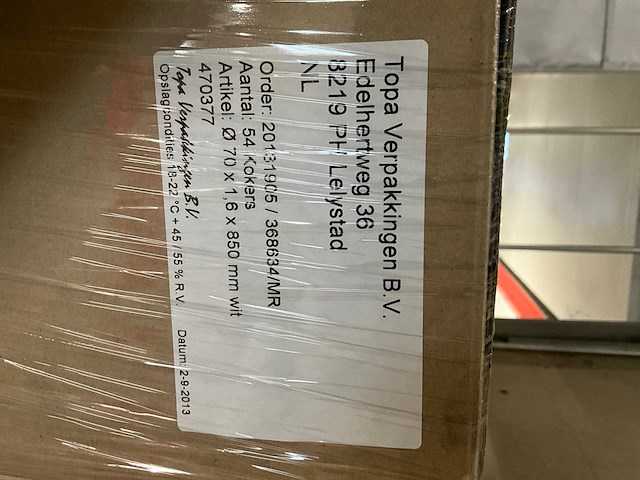 Topa Verpakkingen B.V.
Edelhertweg 36
8219 PH Lelystad
NL
Order: 20131905 / 368634/MR
Aantal: 54 Kokers
Artikel: Ø 70 x 1,6 x 850 mm wit
470377
Topa Verpakkingen B.V.
Opslagcondities: 18-22 °C + 45 / 55 % R.V. Datum: 2-9-2013